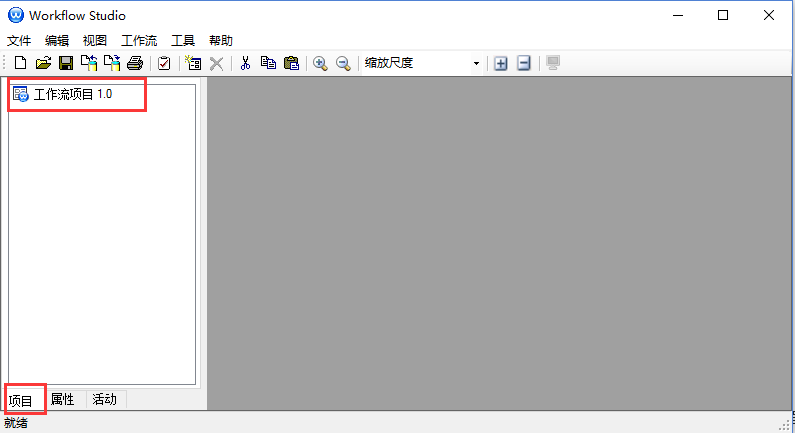 Workflow Studio
文件 编辑 视图 工作流 工具 帮助
缩放尺度
工作流项目 1.0
项目 属性 活动
就绪